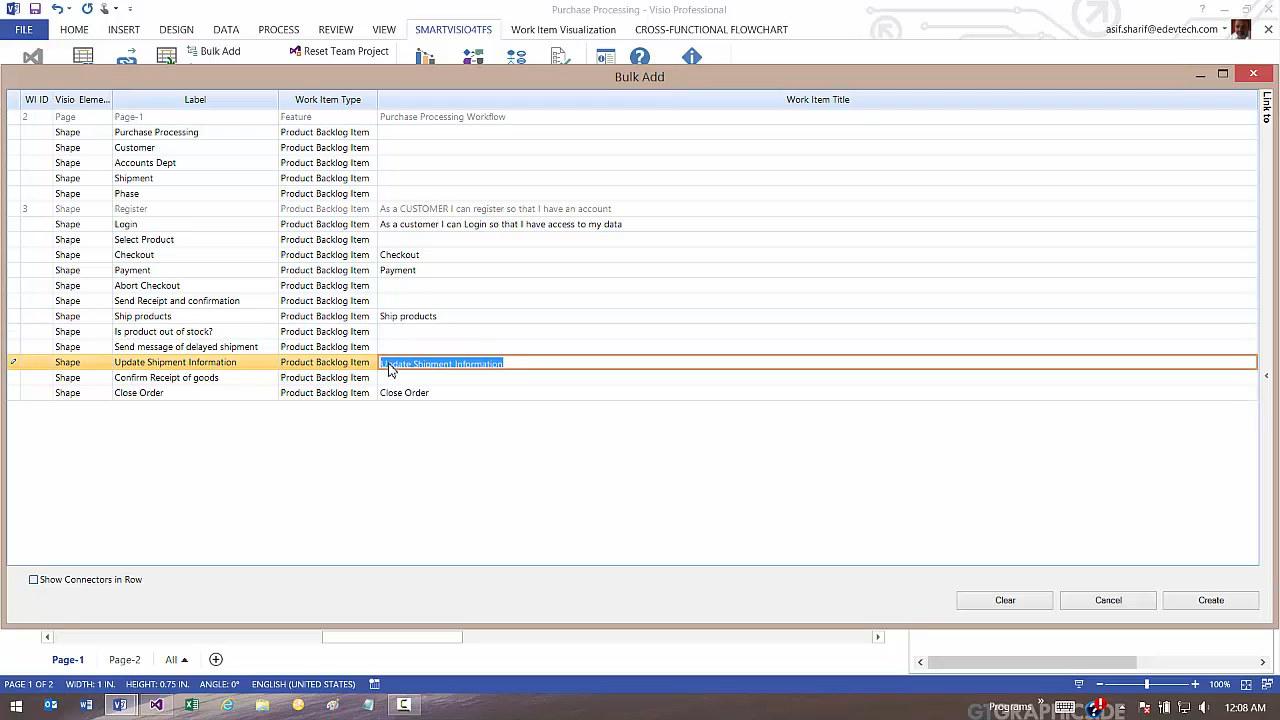 Purchase Processing - Visio Professional
FILE HOME INSERT DESIGN DATA PROCESS REVIEW VIEW SMARTVISIO4TFS Work Item Visualization CROSS-FUNCTIONAL FLOWCHART asif.sharif@edevtech.com
Bulk Add Reset Team Project
Bulk Add
WI ID Visio Eleme... Label Work Item Type Work Item Title
2 Page Page-1 Feature Purchase Processing Workflow
Shape Purchase Processing Product Backlog Item
Shape Customer Product Backlog Item
Shape Accounts Dept Product Backlog Item
Shape Shipment Product Backlog Item
Shape Phase Product Backlog Item
3 Shape Register Product Backlog Item As a CUSTOMER I can register so that I have an account
Shape Login Product Backlog Item As a customer I can Login so that I have access to my data
Shape Select Product Product Backlog Item
Shape Checkout Product Backlog Item Checkout
Shape Payment Product Backlog Item Payment
Shape Abort Checkout Product Backlog Item
Shape Send Receipt and confirmation Product Backlog Item
Shape Ship products Product Backlog Item Ship products
Shape Is product out of stock? Product Backlog Item
Shape Send message of delayed shipment Product Backlog Item
Shape Update Shipment Information Product Backlog Item Update Shipment Information
Shape Confirm Receipt of goods Product Backlog Item
Shape Close Order Product Backlog Item Close Order
Link to
Show Connectors in Row
Clear Cancel Create
Page-1 Page-2 All
PAGE 1 OF 2 WIDTH: 1 IN. HEIGHT: 0.75 IN. ANGLE: 0° ENGLISH (UNITED STATES) 100%
Programs 12:08 AM